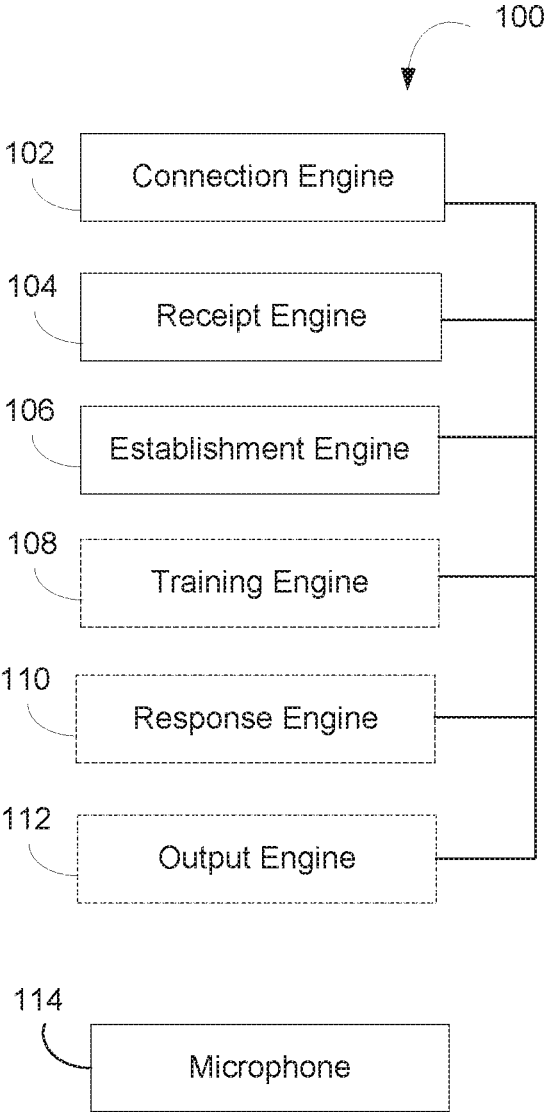 100
102
Connection Engine
104
Receipt Engine
106
Establishment Engine
108
Training Engine
110
Response Engine
112
Output Engine
114
Microphone